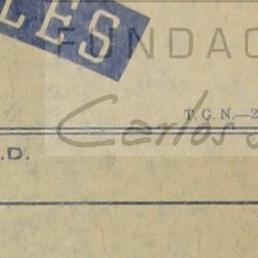 LES
FUNDAC
T. G. N.—2
Carlos
.D.